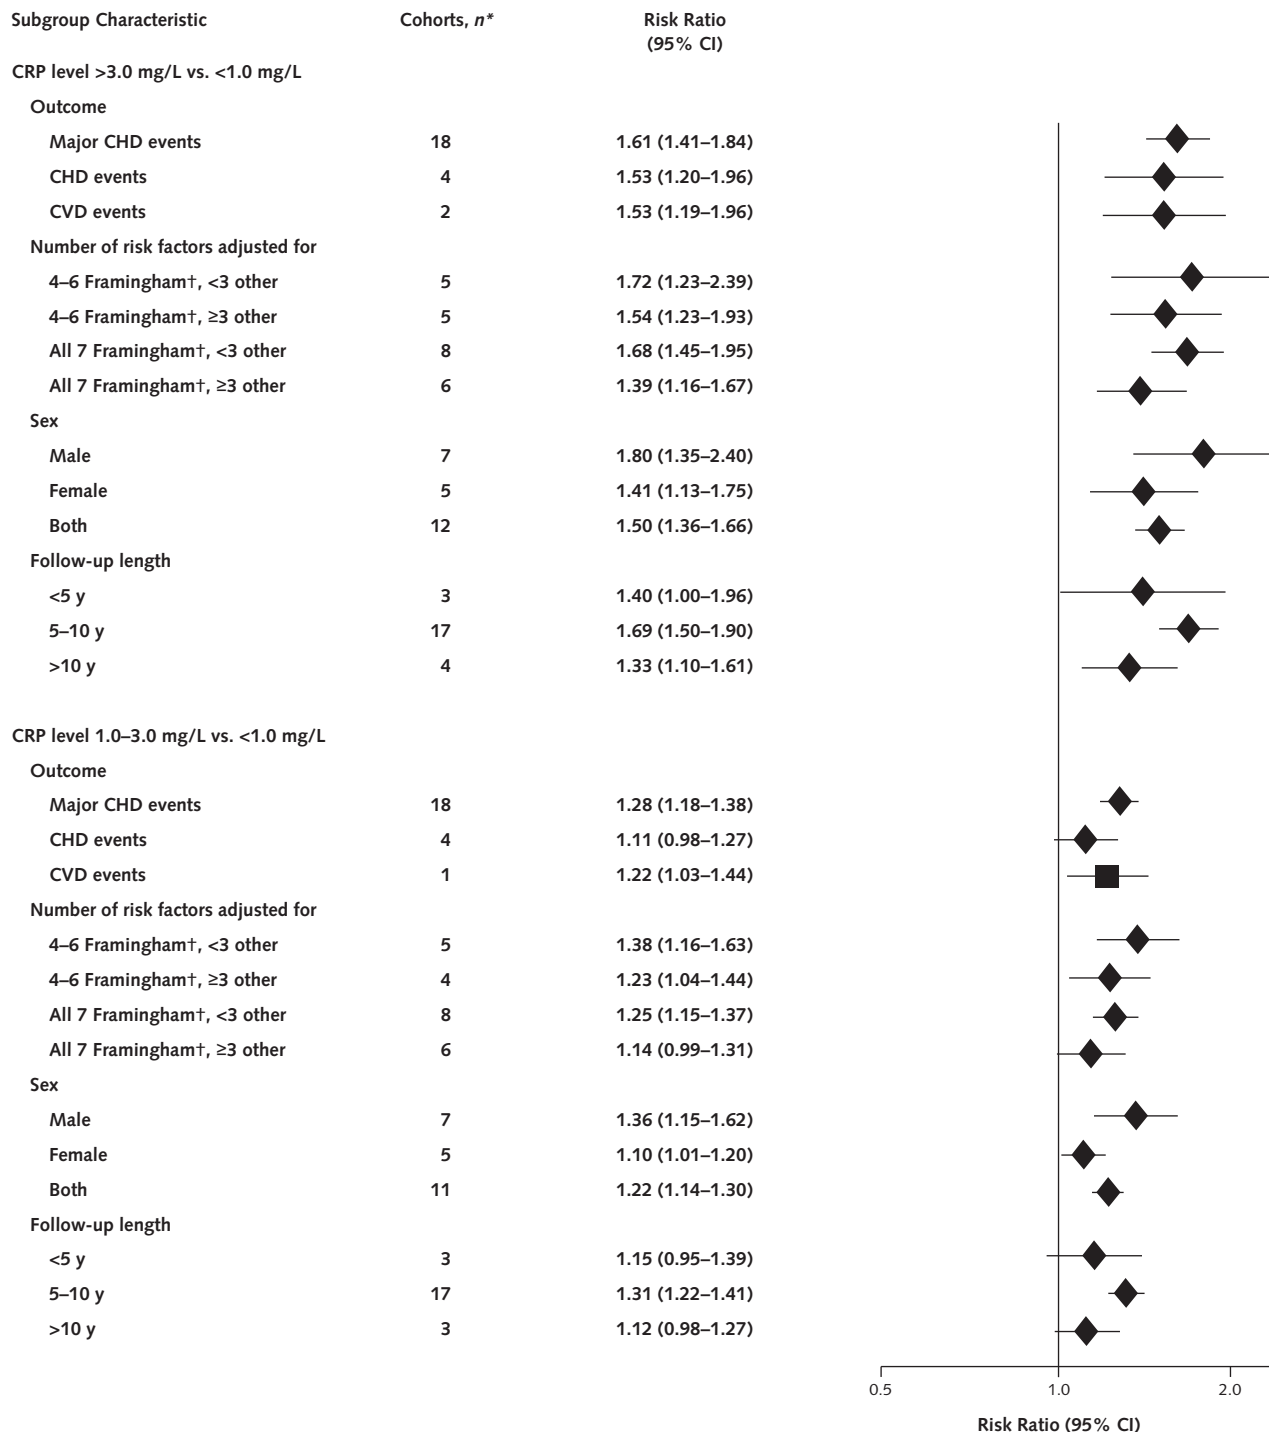 Subgroup Characteristic Cohorts, n* Risk Ratio
(95% CI)
CRP level >3.0 mg/L vs. <1.0 mg/L
Outcome
Major CHD events 18 1.61 (1.41–1.84)
CHD events 4 1.53 (1.20–1.96)
CVD events 2 1.53 (1.19–1.96)
Number of risk factors adjusted for
4–6 Framingham†, <3 other 5 1.72 (1.23–2.39)
4–6 Framingham†, ≥3 other 5 1.54 (1.23–1.93)
All 7 Framingham†, <3 other 8 1.68 (1.45–1.95)
All 7 Framingham†, ≥3 other 6 1.39 (1.16–1.67)
Sex
Male 7 1.80 (1.35–2.40)
Female 5 1.41 (1.13–1.75)
Both 12 1.50 (1.36–1.66)
Follow-up length
<5 y 3 1.40 (1.00–1.96)
5–10 y 17 1.69 (1.50–1.90)
>10 y 4 1.33 (1.10–1.61)
CRP level 1.0–3.0 mg/L vs. <1.0 mg/L
Outcome
Major CHD events 18 1.28 (1.18–1.38)
CHD events 4 1.11 (0.98–1.27)
CVD events 1 1.22 (1.03–1.44)
Number of risk factors adjusted for
4–6 Framingham†, <3 other 5 1.38 (1.16–1.63)
4–6 Framingham†, ≥3 other 4 1.23 (1.04–1.44)
All 7 Framingham†, <3 other 8 1.25 (1.15–1.37)
All 7 Framingham†, ≥3 other 6 1.14 (0.99–1.31)
Sex
Male 7 1.36 (1.15–1.62)
Female 5 1.10 (1.01–1.20)
Both 11 1.22 (1.14–1.30)
Follow-up length
<5 y 3 1.15 (0.95–1.39)
5–10 y 17 1.31 (1.22–1.41)
>10 y 3 1.12 (0.98–1.27)
0.5 1.0 2.0
Risk Ratio (95% CI)